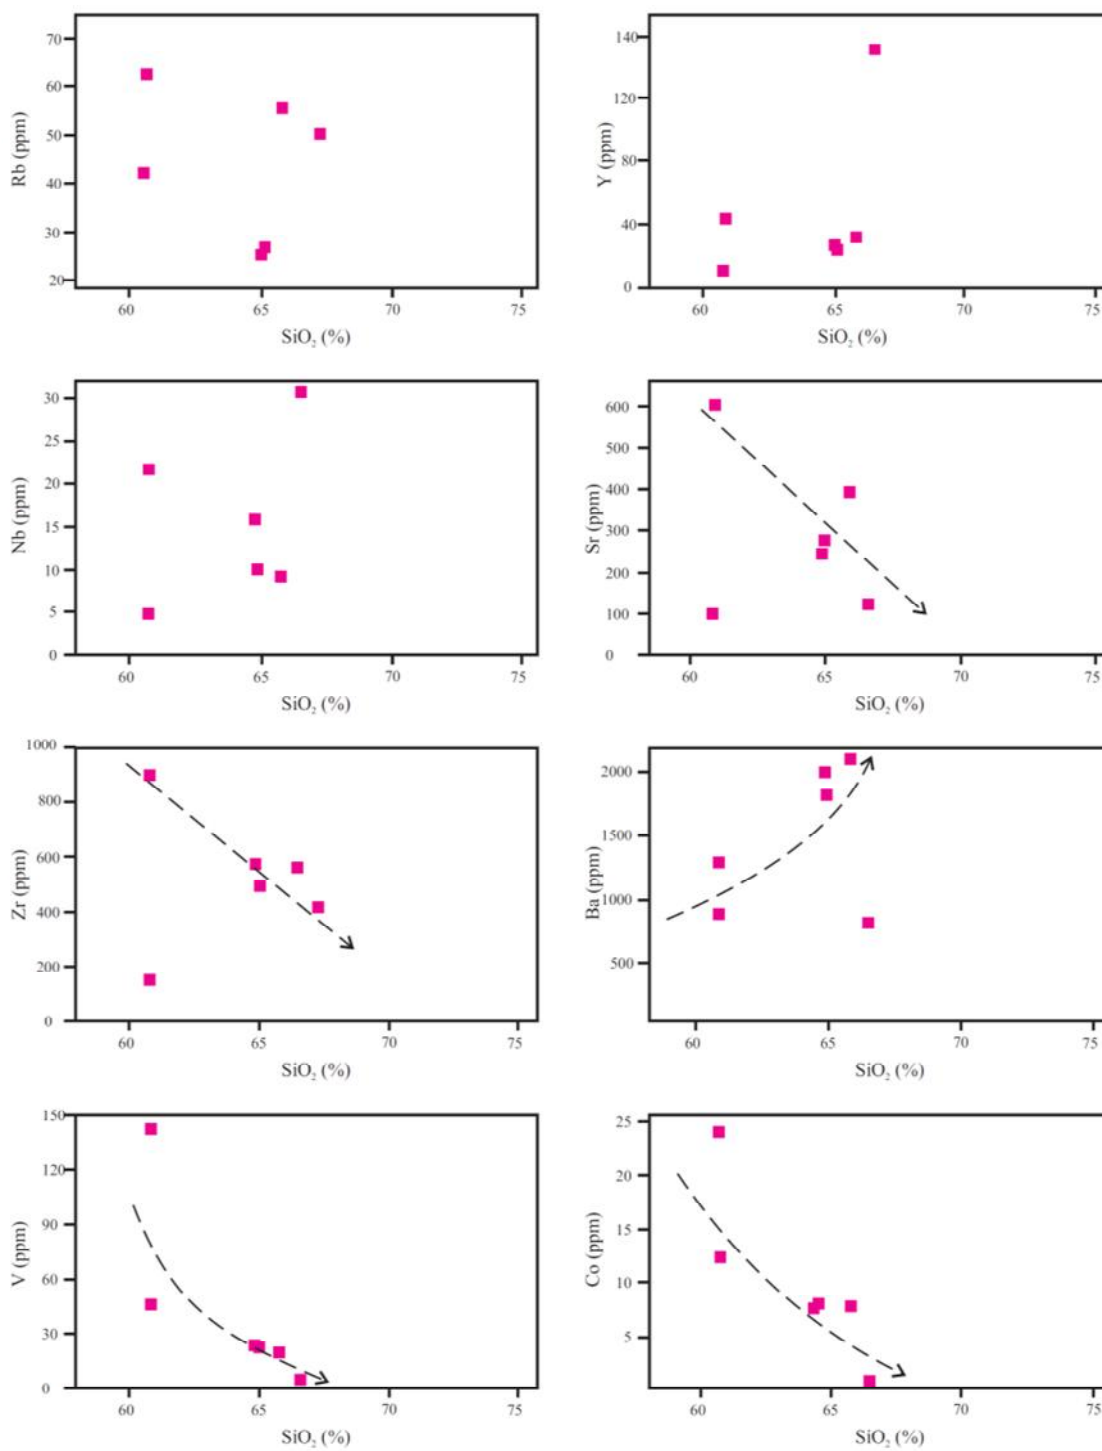 70
60
50
40
30
20
Rb (ppm)
60 65 70 75
SiO₂ (%)
140
120
80
40
0
Y (ppm)
60 65 70 75
SiO₂ (%)
30
25
20
15
10
5
0
Nb (ppm)
60 65 70 75
SiO₂ (%)
600
500
400
300
200
100
0
Sr (ppm)
60 65 70 75
SiO₂ (%)
1000
800
600
400
200
0
Zr (ppm)
60 65 70 75
SiO₂ (%)
2000
1500
1000
500
Ba (ppm)
60 65 70 75
SiO₂ (%)
150
120
90
60
30
0
V (ppm)
60 65 70 75
SiO₂ (%)
25
20
15
10
5
Co (ppm)
60 65 70 75
SiO₂ (%)